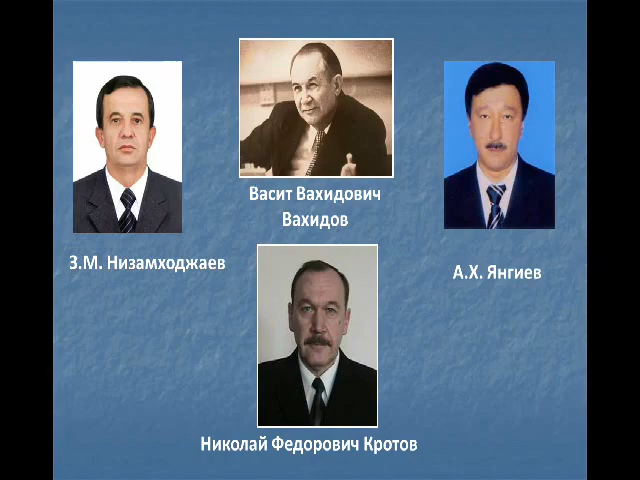 Васит Вахидович
Вахидов
З.М. Низамходжаев
А.Х. Янгиев
Николай Федорович Кротов